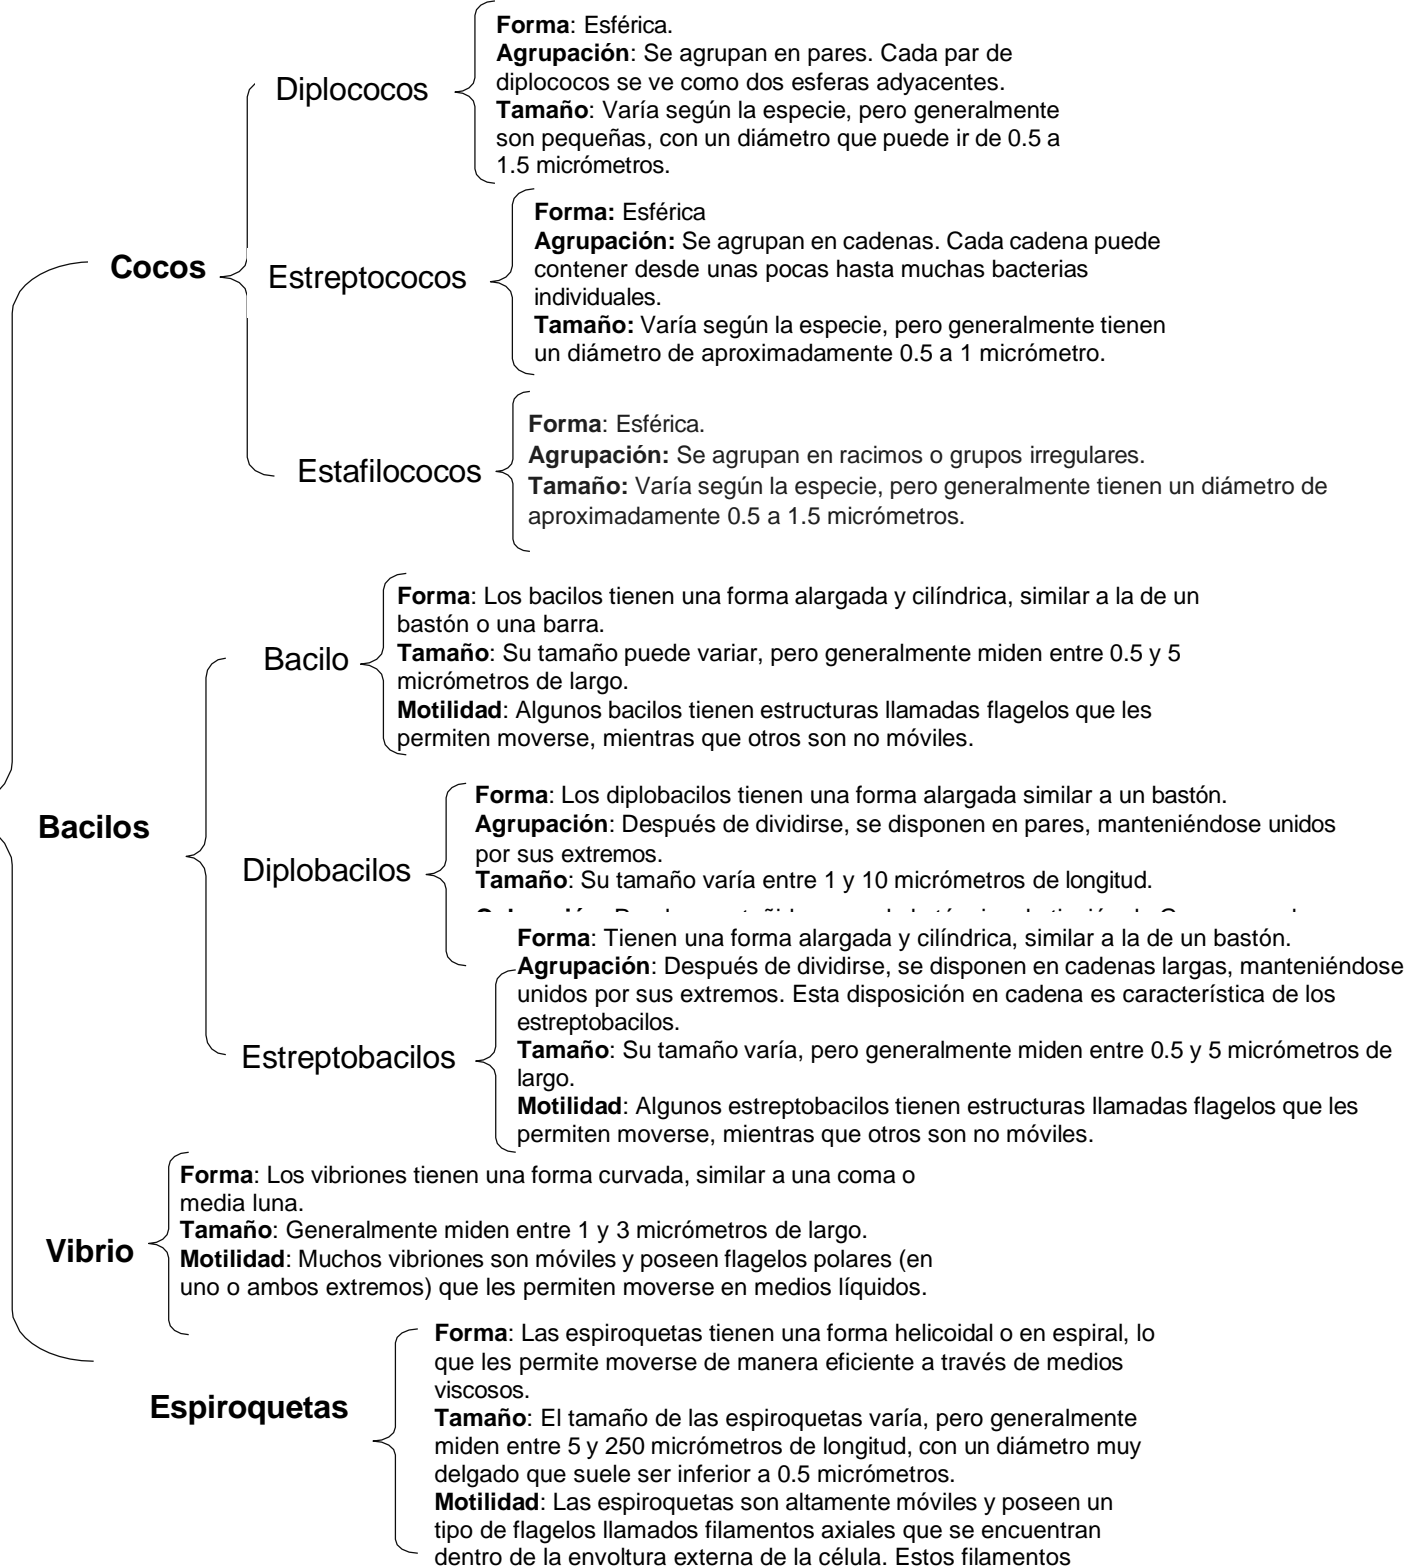 Diplococos
Forma: Esférica.
Agrupación: Se agrupan en pares. Cada par de
diplococos se ve como dos esferas adyacentes.
Tamaño: Varía según la especie, pero generalmente
son pequeñas, con un diámetro que puede ir de 0.5 a
1.5 micrómetros.
Cocos
Estreptococos
Forma: Esférica
Agrupación: Se agrupan en cadenas. Cada cadena puede
contener desde unas pocas hasta muchas bacterias
individuales.
Tamaño: Varía según la especie, pero generalmente tienen
un diámetro de aproximadamente 0.5 a 1 micrómetro.
Estafilococos
Forma: Esférica.
Agrupación: Se agrupan en racimos o grupos irregulares.
Tamaño: Varía según la especie, pero generalmente tienen un diámetro de
aproximadamente 0.5 a 1.5 micrómetros.
Bacilos
Bacilo
Forma: Los bacilos tienen una forma alargada y cilíndrica, similar a la de un
bastón o una barra.
Tamaño: Su tamaño puede variar, pero generalmente miden entre 0.5 y 5
micrómetros de largo.
Motilidad: Algunos bacilos tienen estructuras llamadas flagelos que les
permiten moverse, mientras que otros son no móviles.
Diplobacilos
Forma: Los diplobacilos tienen una forma alargada similar a un bastón.
Agrupación: Después de dividirse, se disponen en pares, manteniéndose unidos
por sus extremos.
Tamaño: Su tamaño varía entre 1 y 10 micrómetros de longitud.
Estreptobacilos
Forma: Tienen una forma alargada y cilíndrica, similar a la de un bastón.
Agrupación: Después de dividirse, se disponen en cadenas largas, manteniéndose
unidos por sus extremos. Esta disposición en cadena es característica de los
estreptobacilos.
Tamaño: Su tamaño varía, pero generalmente miden entre 0.5 y 5 micrómetros de
largo.
Motilidad: Algunos estreptobacilos tienen estructuras llamadas flagelos que les
permiten moverse, mientras que otros son no móviles.
Vibrio
Forma: Los vibriones tienen una forma curvada, similar a una coma o
media luna.
Tamaño: Generalmente miden entre 1 y 3 micrómetros de largo.
Motilidad: Muchos vibriones son móviles y poseen flagelos polares (en
uno o ambos extremos) que les permiten moverse en medios líquidos.
Espiroquetas
Forma: Las espiroquetas tienen una forma helicoidal o en espiral, lo
que les permite moverse de manera eficiente a través de medios
viscosos.
Tamaño: El tamaño de las espiroquetas varía, pero generalmente
miden entre 5 y 250 micrómetros de longitud, con un diámetro muy
delgado que suele ser inferior a 0.5 micrómetros.
Motilidad: Las espiroquetas son altamente móviles y poseen un
tipo de flagelos llamados filamentos axiales que se encuentran
dentro de la envoltura externa de la célula. Estos filamentos